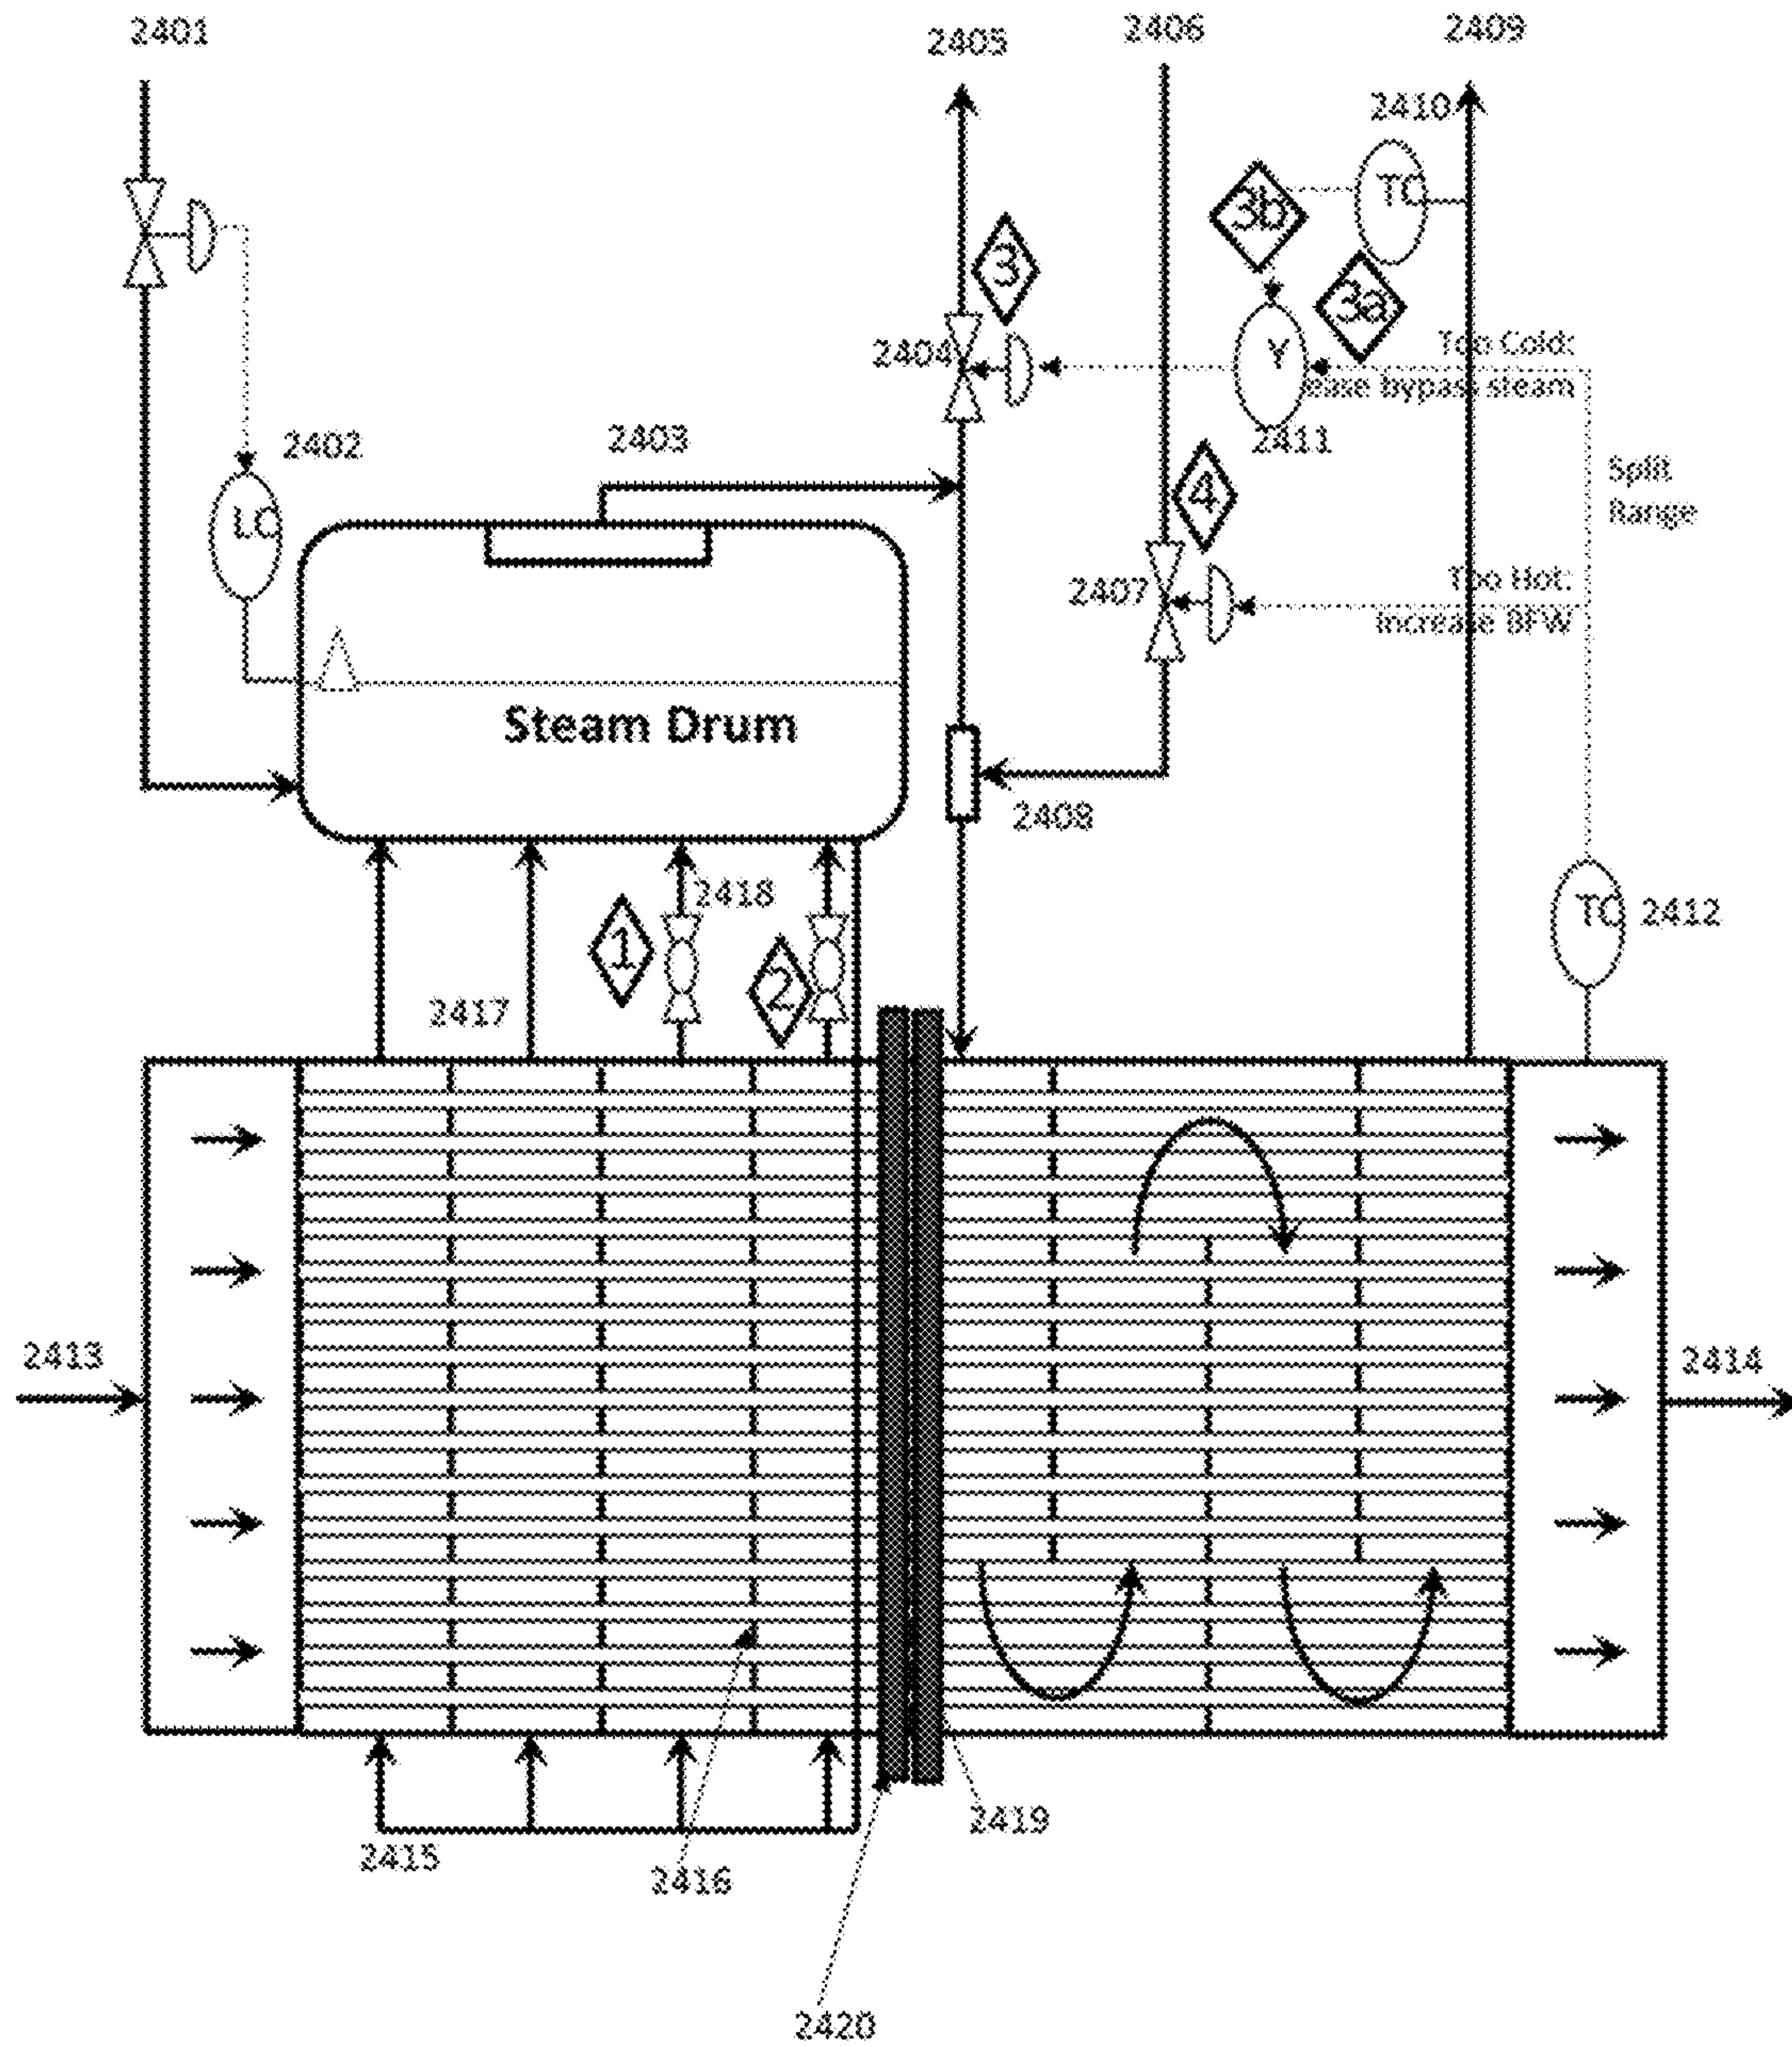 2401
2405
2406
2409
2410
TC
3b
3
3a
2404
Y
Too Cold:
ease bypass steam
2411
2402
2403
Split
Range
LC
4
2407
Too Hot:
increase BFW
Steam Drum
2408
2418
1
2
TC
2412
2417
2413
2414
2415
2416
2419
2420